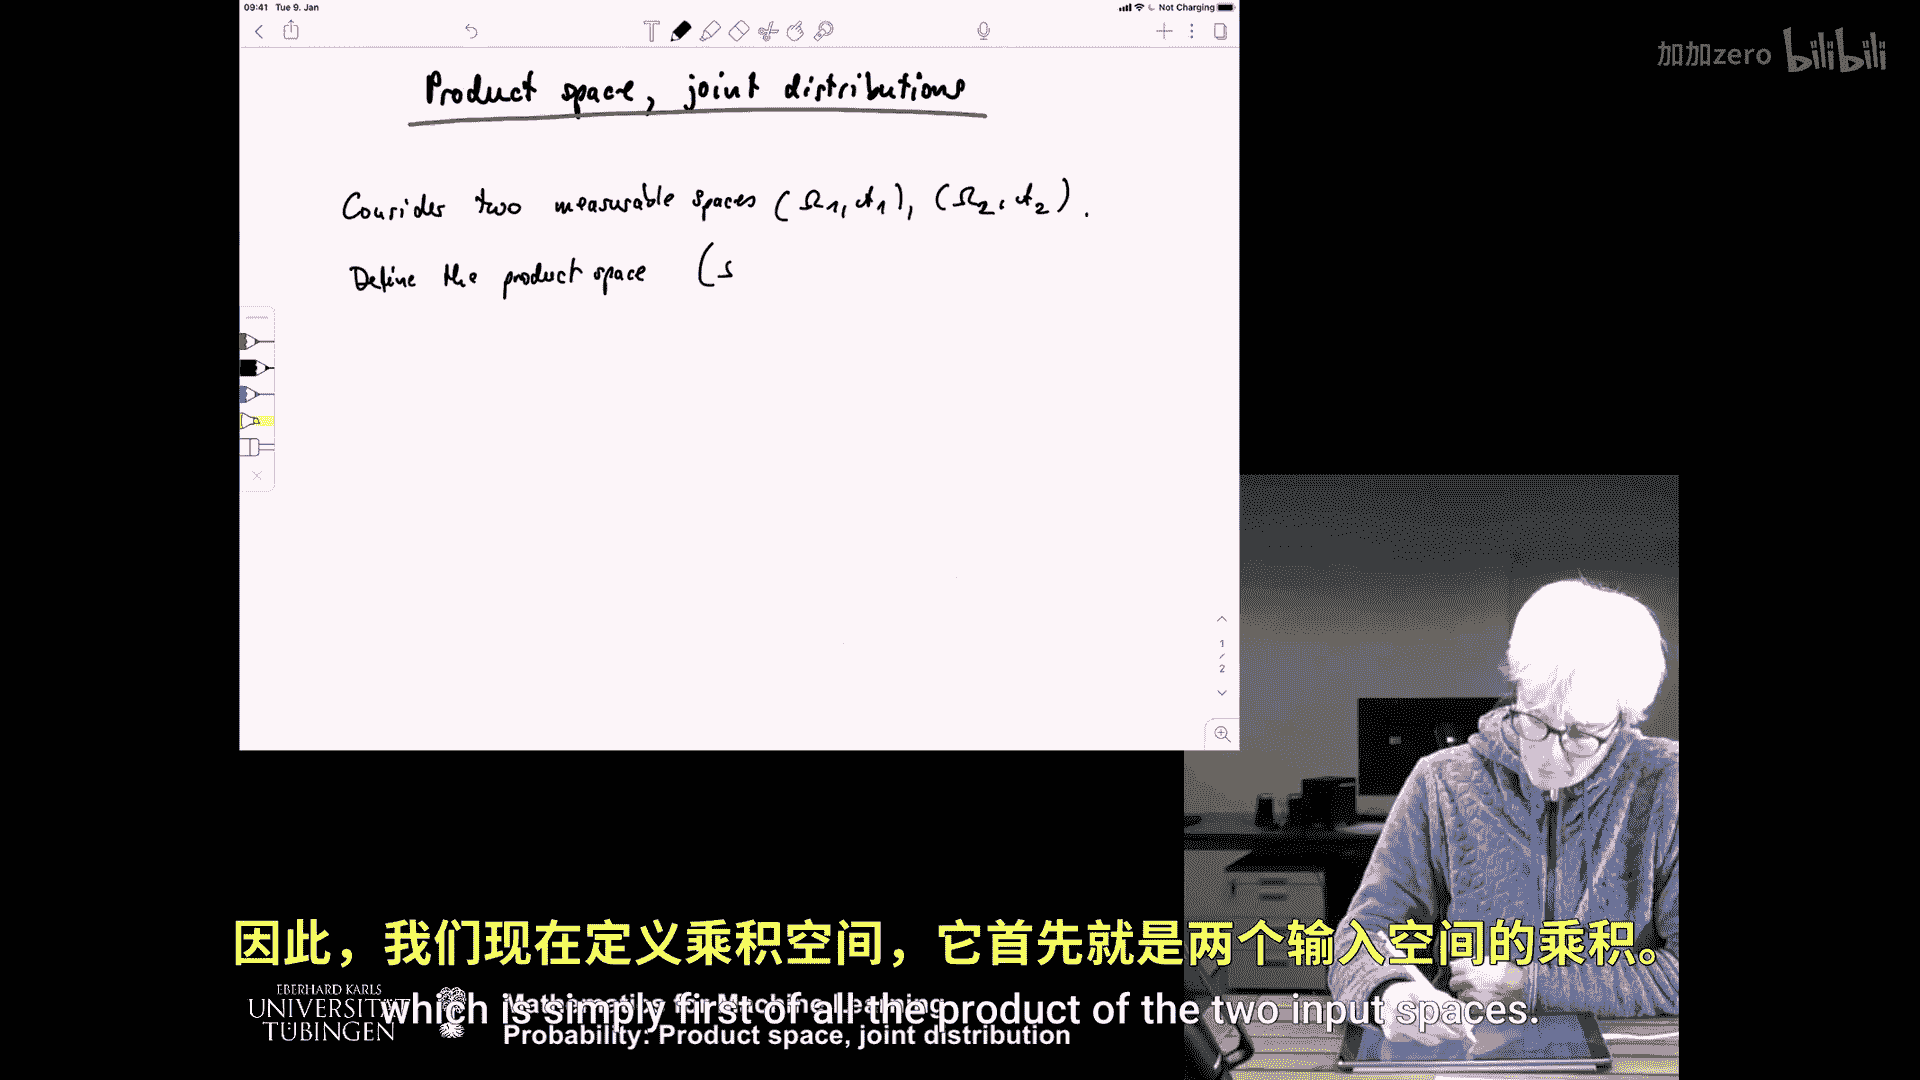 09:41 Tue 9. Jan
Not Charging
加加zero bilibili
Product space, joint distributions
Consider two measurable spaces (Ω₁, 𝒜₁), (Ω₂, 𝒜₂).
Define the product space (
1
2
因此，我们现在定义乘积空间，它首先就是两个输入空间的乘积。
which is simply first of all the product of the two input spaces.
EBERHARD KARLS
UNIVERSITÄT
TÜBINGEN
Mathematics for Machine Learning
Probability: Product space, joint distribution